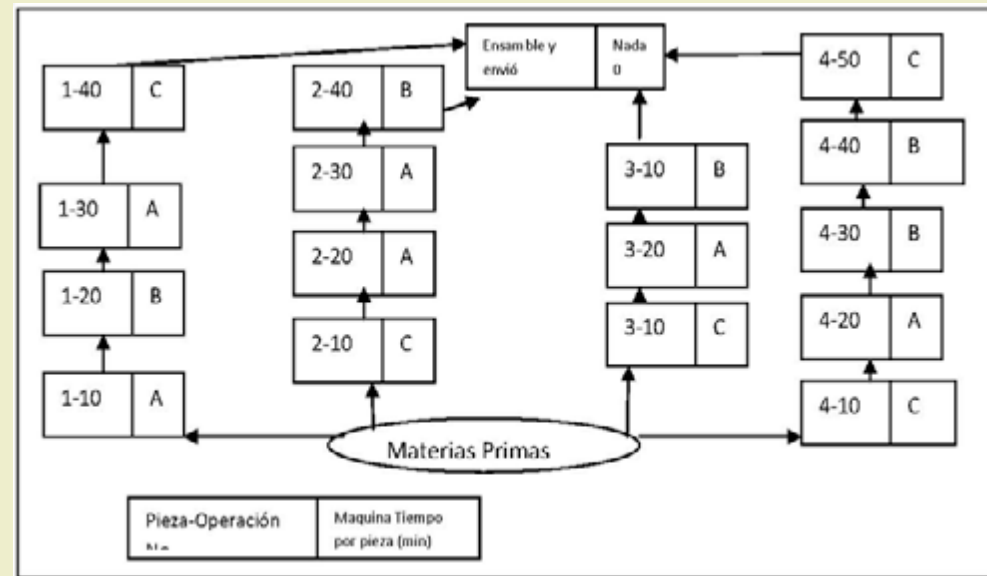 Ensamble y envió
Nada 0
1-40 C
1-30 A
1-20 B
1-10 A
2-40 B
2-30 A
2-20 A
2-10 C
3-10 B
3-20 A
3-10 C
4-50 C
4-40 B
4-30 B
4-20 A
4-10 C
Materias Primas
Pieza-Operación
Maquina Tiempo
por pieza (min)